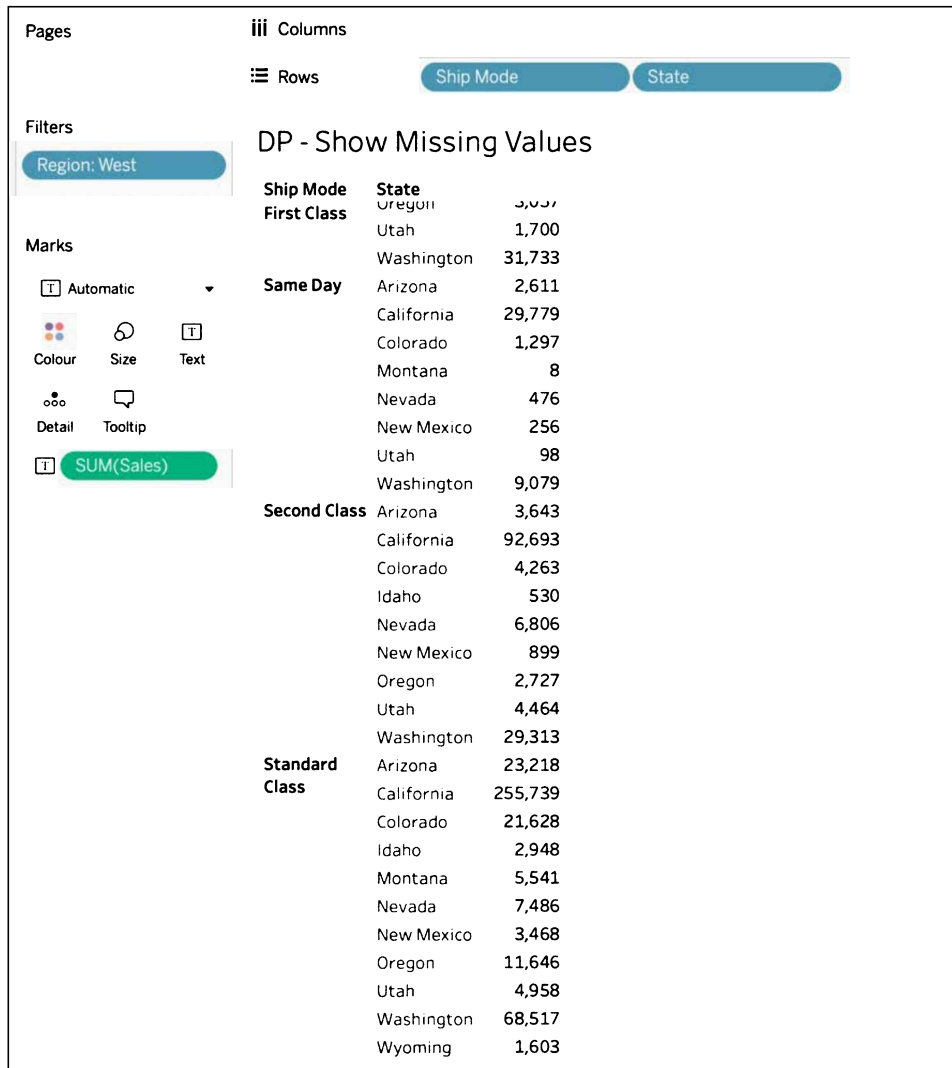 Pages
Columns
Rows Ship Mode State
Filters
Region: West
DP - Show Missing Values
Ship Mode State
First Class Oregon
Utah 1,700
Washington 31,733
Marks
Automatic
Colour Size Text
Detail Tooltip
SUM(Sales)
Same Day Arizona 2,611
California 29,779
Colorado 1,297
Montana 8
Nevada 476
New Mexico 256
Utah 98
Washington 9,079
Second Class Arizona 3,643
California 92,693
Colorado 4,263
Idaho 530
Nevada 6,806
New Mexico 899
Oregon 2,727
Utah 4,464
Washington 29,313
Standard Class Arizona 23,218
California 255,739
Colorado 21,628
Idaho 2,948
Montana 5,541
Nevada 7,486
New Mexico 3,468
Oregon 11,646
Utah 4,958
Washington 68,517
Wyoming 1,603